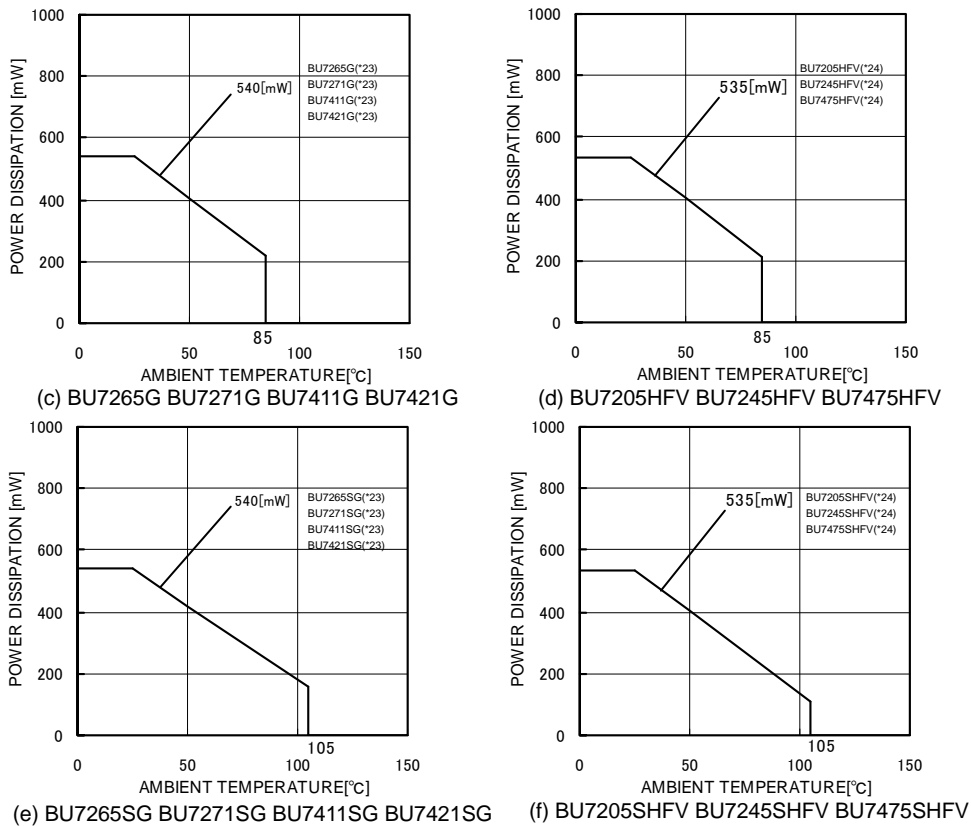 POWER DISSIPATION [mW]
1000
800
600
400
200
0
540[mW]
BU7265G(*23)
BU7271G(*23)
BU7411G(*23)
BU7421G(*23)
85
0 50 100 150
AMBIENT TEMPERATURE[℃]
(c) BU7265G BU7271G BU7411G BU7421G
POWER DISSIPATION [mW]
1000
800
600
400
200
0
535[mW]
BU7205HFV(*24)
BU7245HFV(*24)
BU7475HFV(*24)
85
0 50 100 150
AMBIENT TEMPERATURE[℃]
(d) BU7205HFV BU7245HFV BU7475HFV
POWER DISSIPATION [mW]
1000
800
600
400
200
0
540[mW]
BU7265SG(*23)
BU7271SG(*23)
BU7411SG(*23)
BU7421SG(*23)
105
0 50 100 150
AMBIENT TEMPERATURE[℃]
(e) BU7265SG BU7271SG BU7411SG BU7421SG
POWER DISSIPATION [mW]
1000
800
600
400
200
0
535[mW]
BU7205SHFV(*24)
BU7245SHFV(*24)
BU7475SHFV(*24)
105
0 50 100 150
AMBIENT TEMPERATURE[℃]
(f) BU7205SHFV BU7245SHFV BU7475SHFV